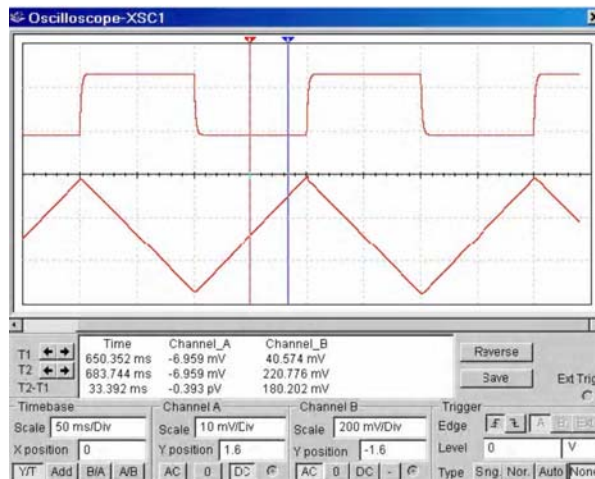 Oscilloscope-XSC1
Time Channel_A Channel_B
T1 650.352 ms -6.959 mV 40.574 mV
T2 683.744 ms -6.959 mV 220.776 mV
T2-T1 33.392 ms -0.393 pV 180.202 mV
Reverse
Save
Ext Trig
Timebase
Scale 50 ms/Div
X position 0
Y/T Add B/A A/B
Channel A
Scale 10 mV/Div
Y position 1.6
AC 0 DC
Channel B
Scale 200 mV/Div
Y position -1.6
AC 0 DC -
Trigger
Edge A B Ext
Level 0 V
Type Sng. Nor. Auto None